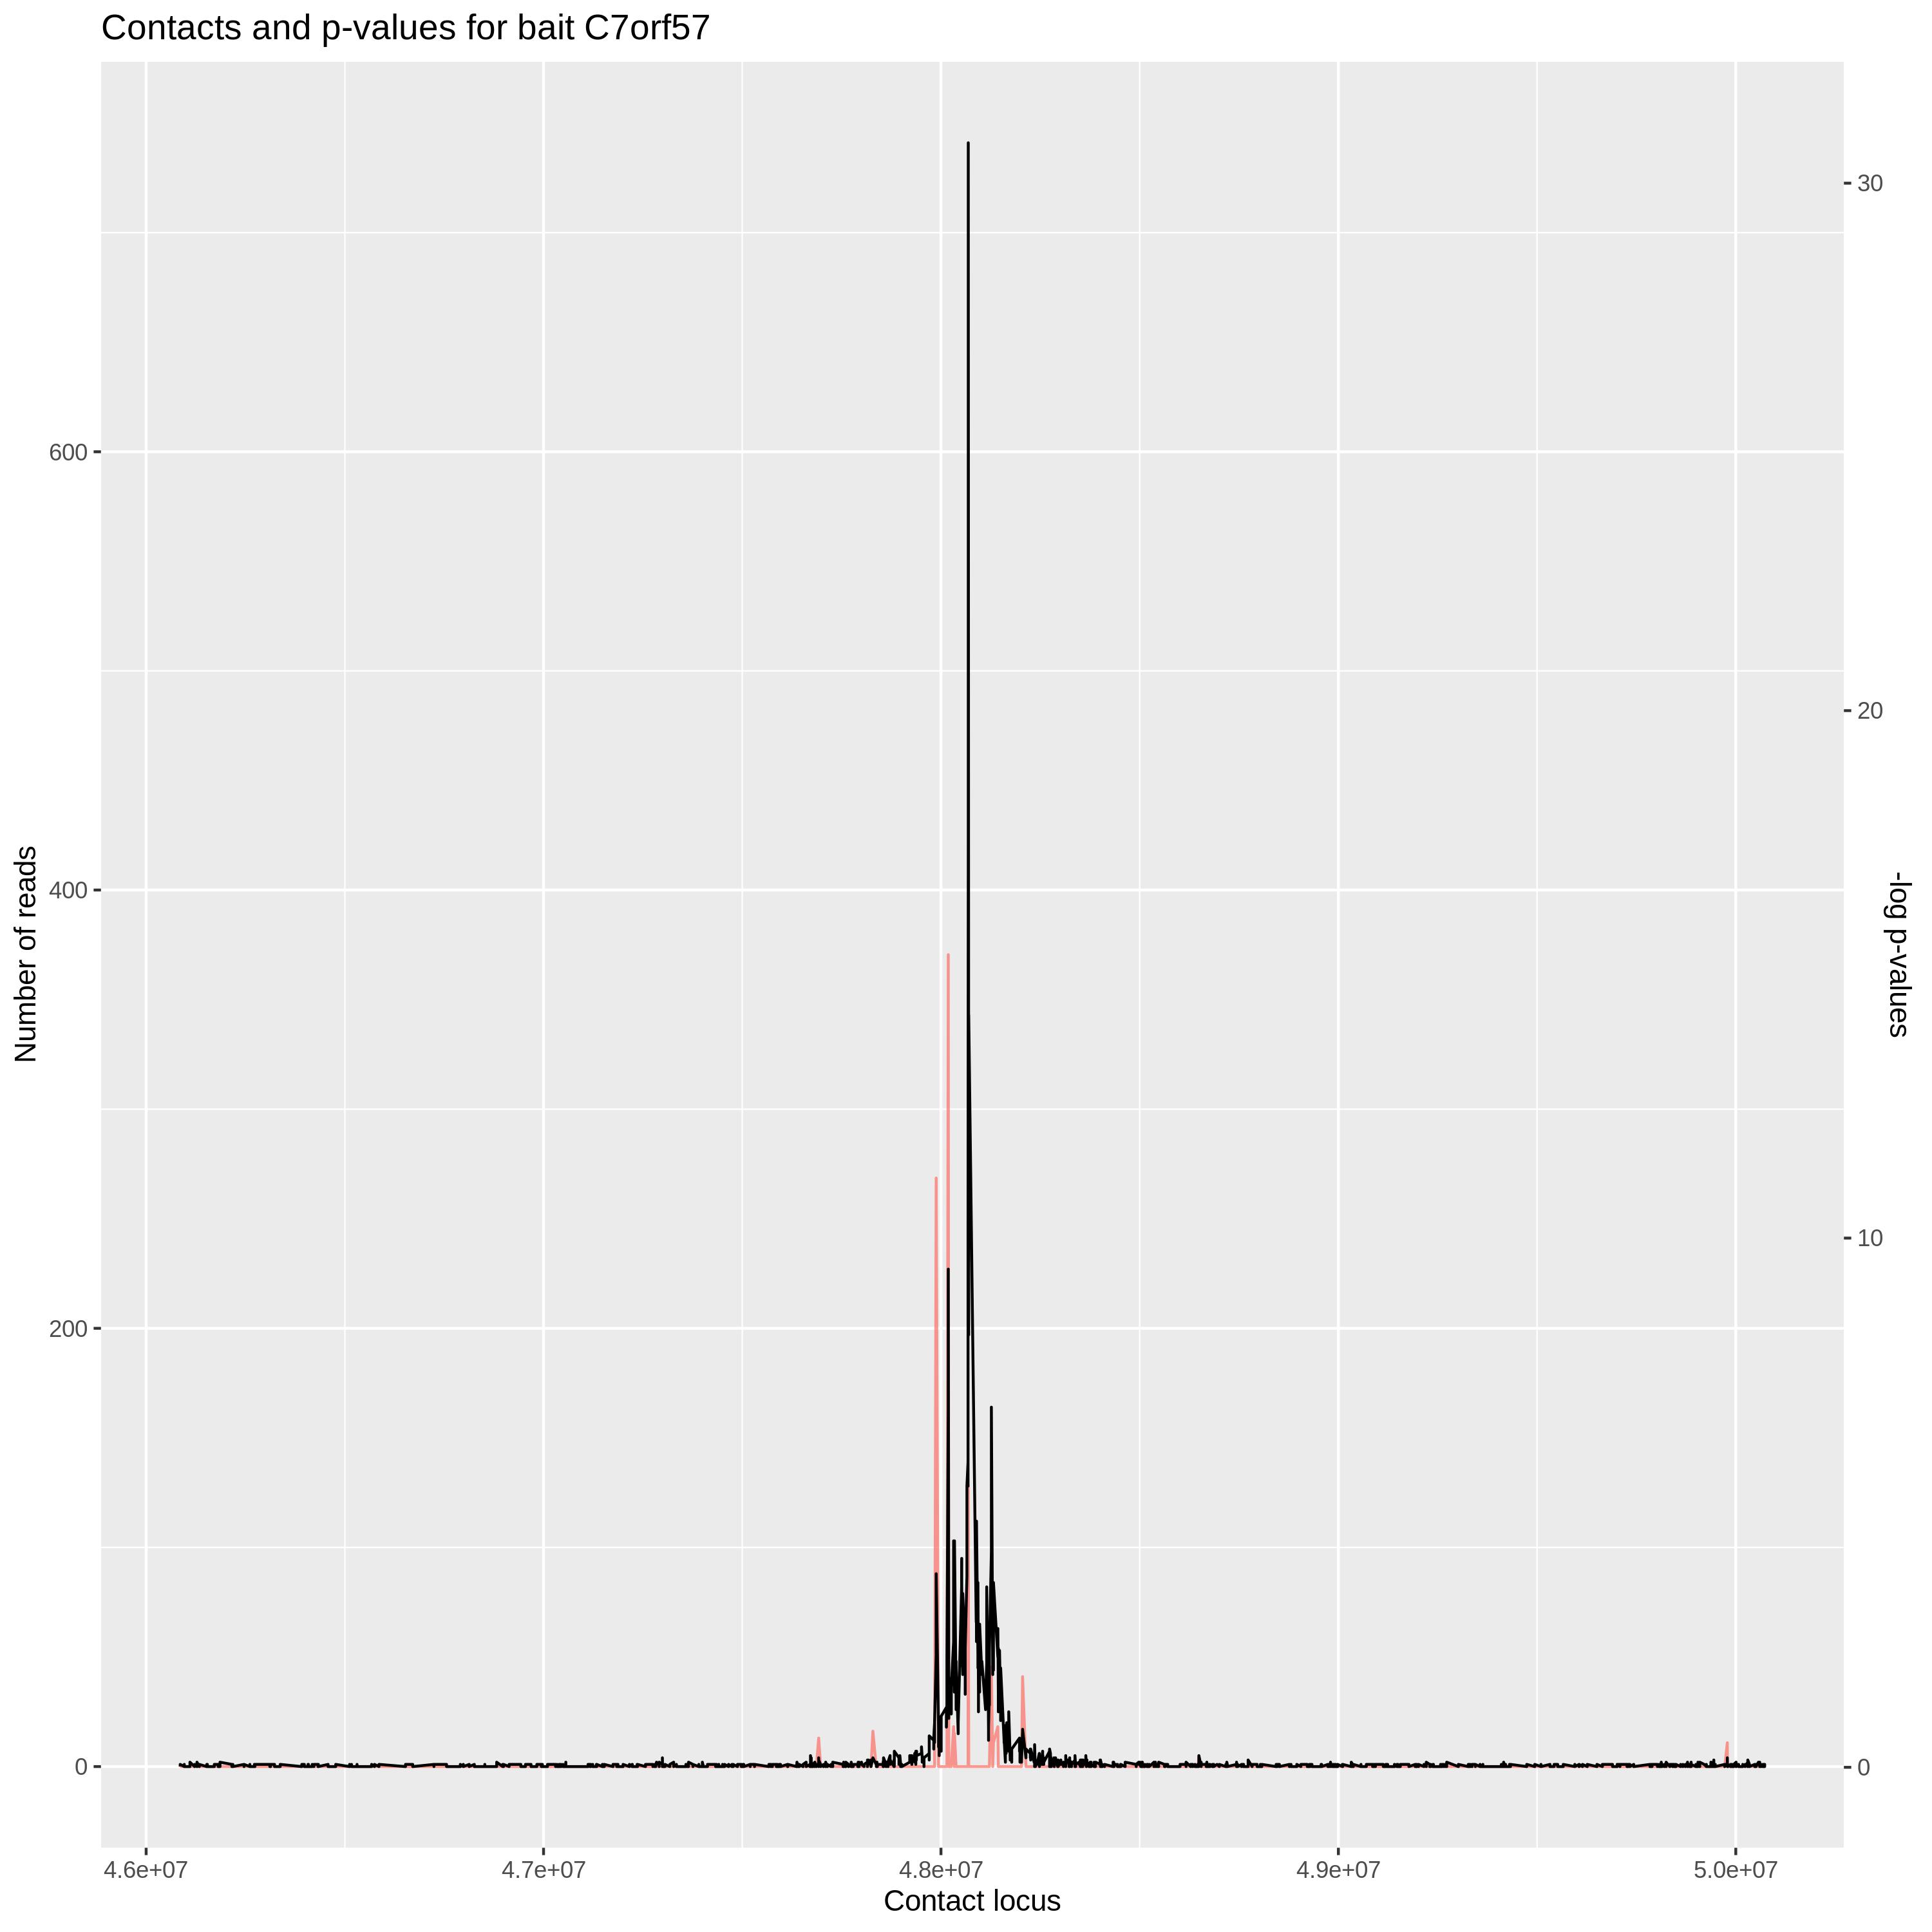 Contacts and p-values for bait C7orf57
Number of reads
600
400
200
0
30
20
10
0
-log p-values
4.6e+07
4.7e+07
4.8e+07
4.9e+07
5.0e+07
Contact locus